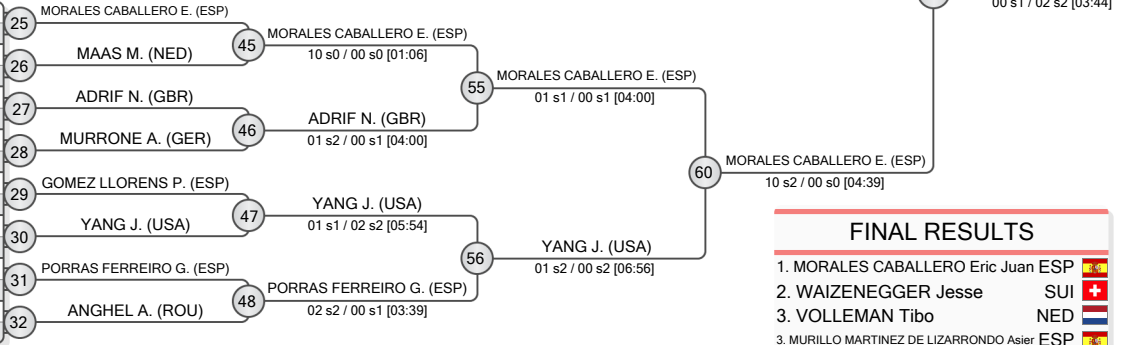 00 s1 / 02 s2 [03:44]
25
MORALES CABALLERO E. (ESP)
45
MORALES CABALLERO E. (ESP)
10 s0 / 00 s0 [01:06]
26
MAAS M. (NED)
55
MORALES CABALLERO E. (ESP)
01 s1 / 00 s1 [04:00]
27
ADRIF N. (GBR)
46
ADRIF N. (GBR)
01 s2 / 00 s1 [04:00]
28
MURRONE A. (GER)
60
MORALES CABALLERO E. (ESP)
10 s2 / 00 s0 [04:39]
29
GOMEZ LLORENS P. (ESP)
47
YANG J. (USA)
01 s1 / 02 s2 [05:54]
30
YANG J. (USA)
56
YANG J. (USA)
01 s2 / 00 s2 [06:56]
31
PORRAS FERREIRO G. (ESP)
48
PORRAS FERREIRO G. (ESP)
02 s2 / 00 s1 [03:39]
32
ANGHEL A. (ROU)
FINAL RESULTS
1. MORALES CABALLERO Eric Juan ESP
2. WAIZENEGGER Jesse SUI
3. VOLLEMAN Tibo NED
3. MURILLO MARTINEZ DE LIZARRONDO Asier ESP